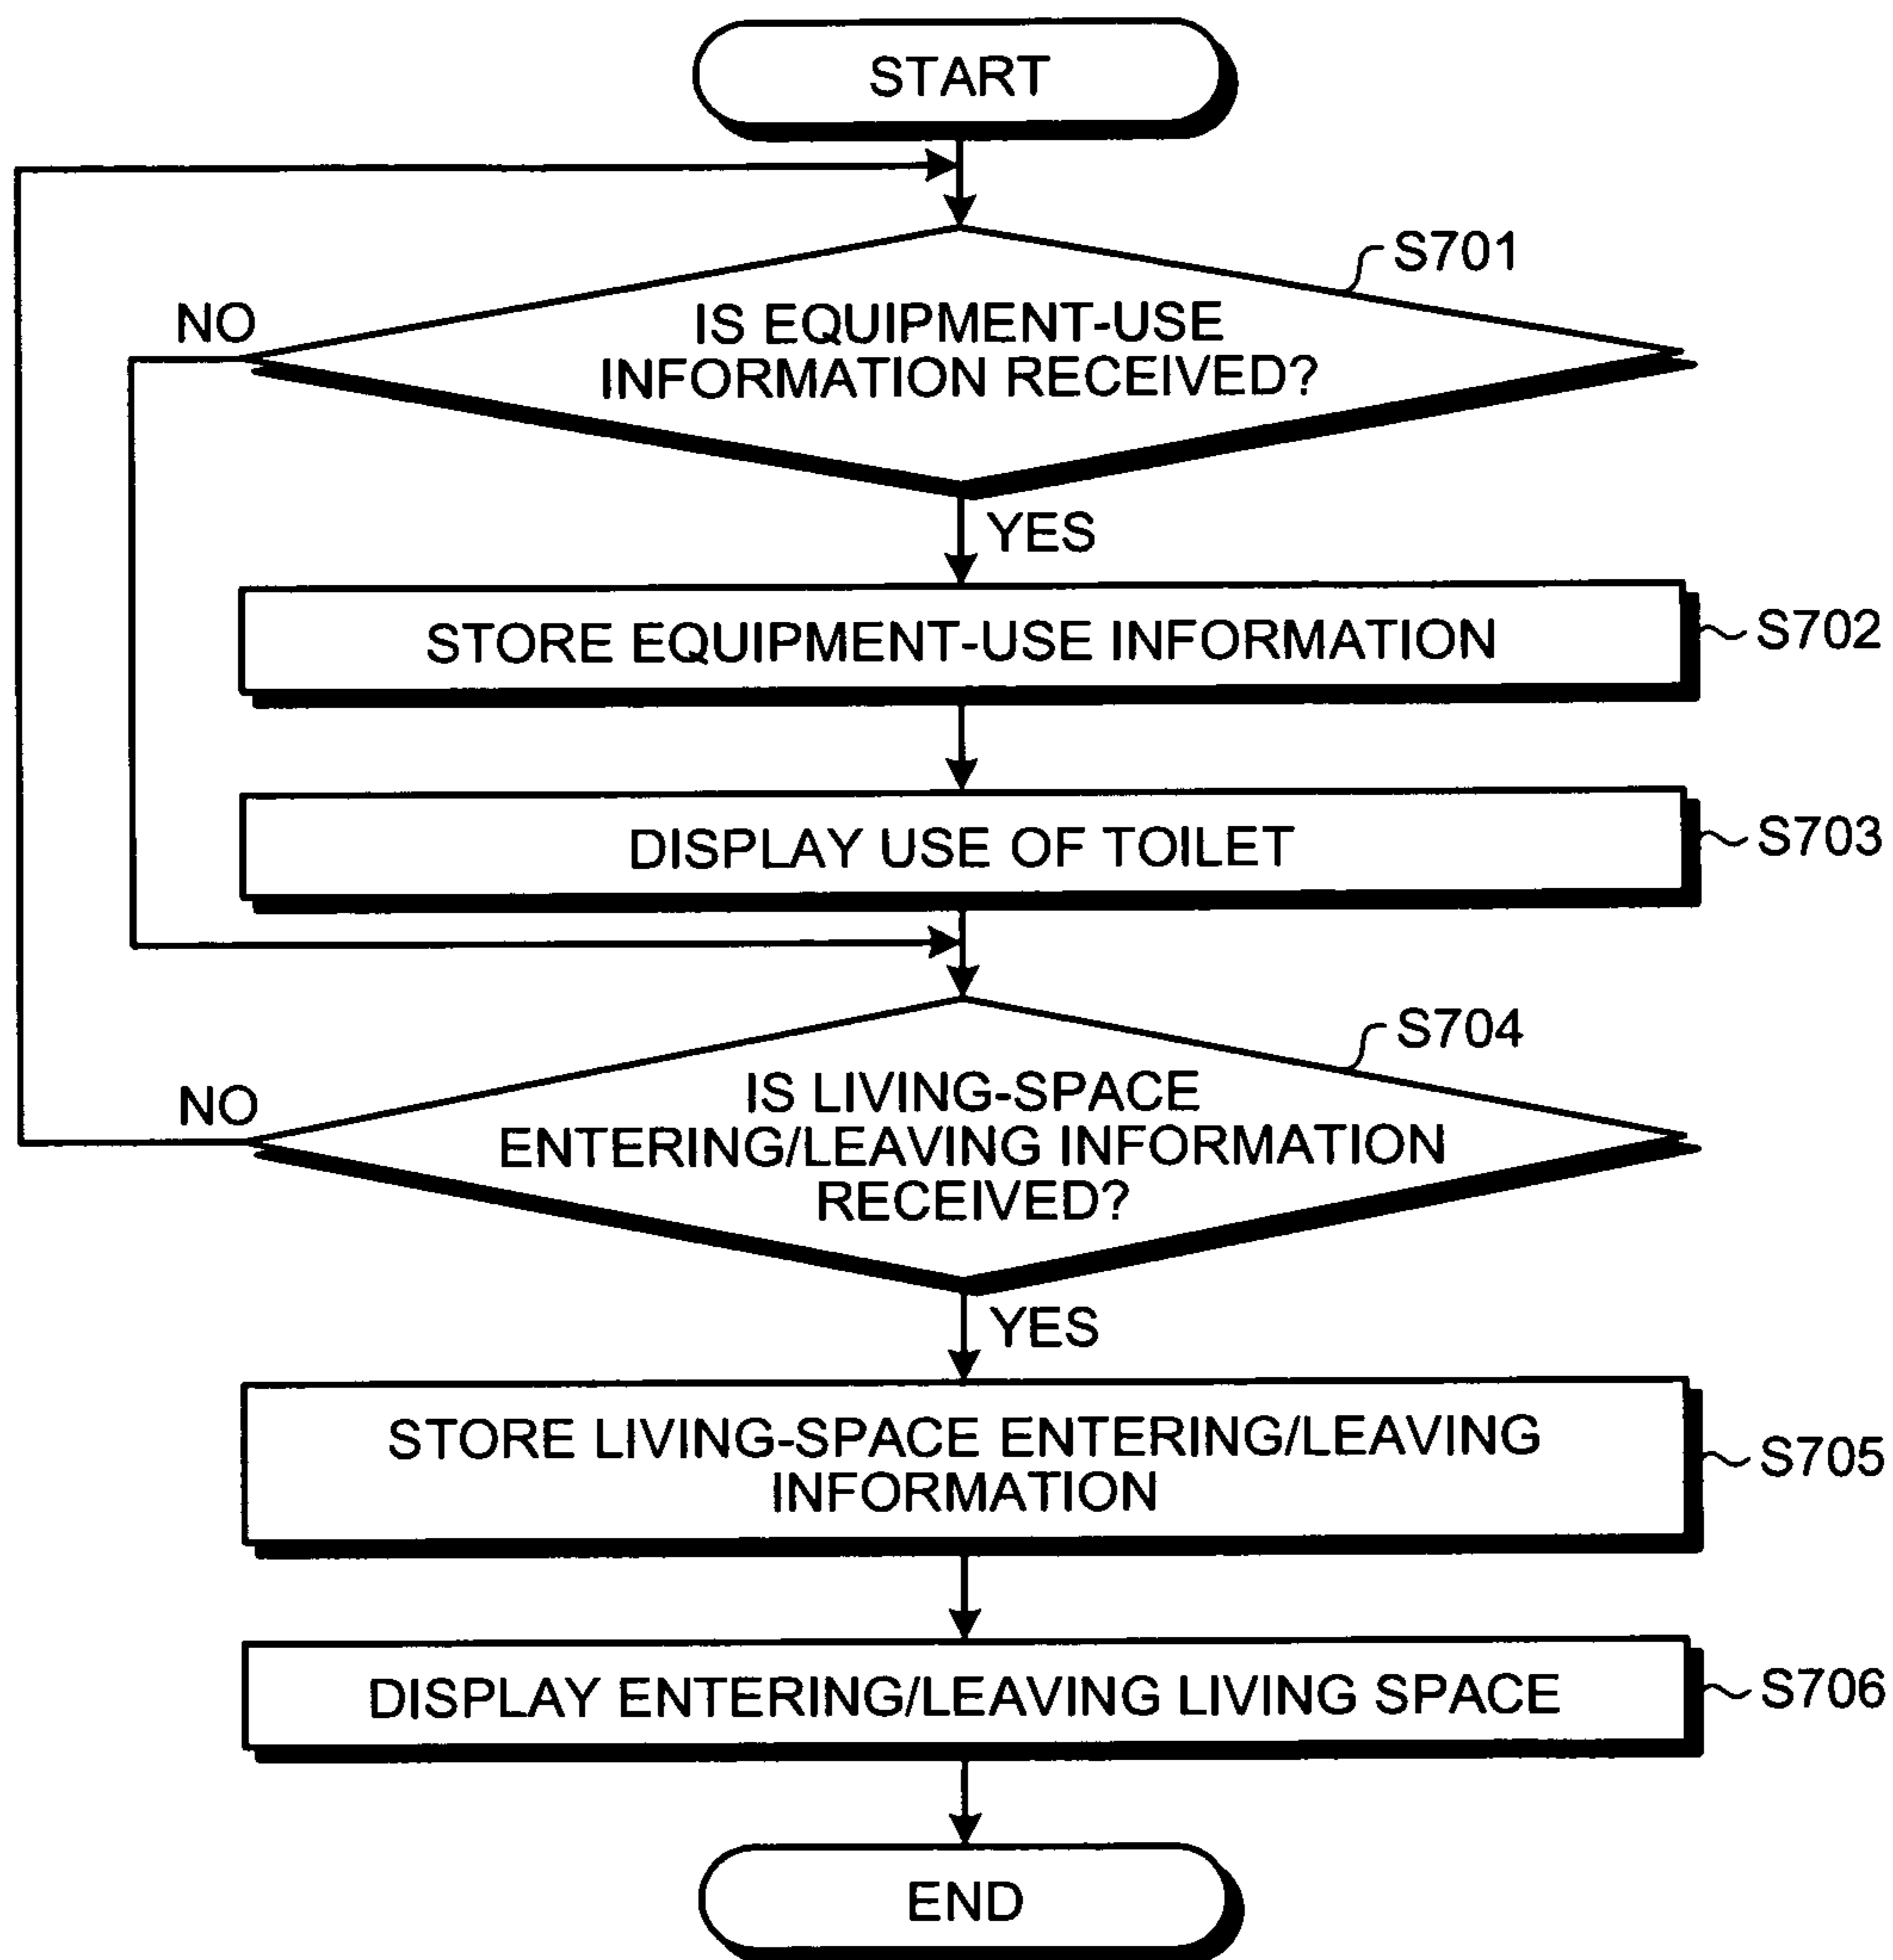 START
S701
NO
IS EQUIPMENT-USE
INFORMATION RECEIVED?
YES
STORE EQUIPMENT-USE INFORMATION
S702
DISPLAY USE OF TOILET
S703
S704
NO
IS LIVING-SPACE
ENTERING/LEAVING INFORMATION
RECEIVED?
YES
STORE LIVING-SPACE ENTERING/LEAVING
INFORMATION
S705
DISPLAY ENTERING/LEAVING LIVING SPACE
S706
END